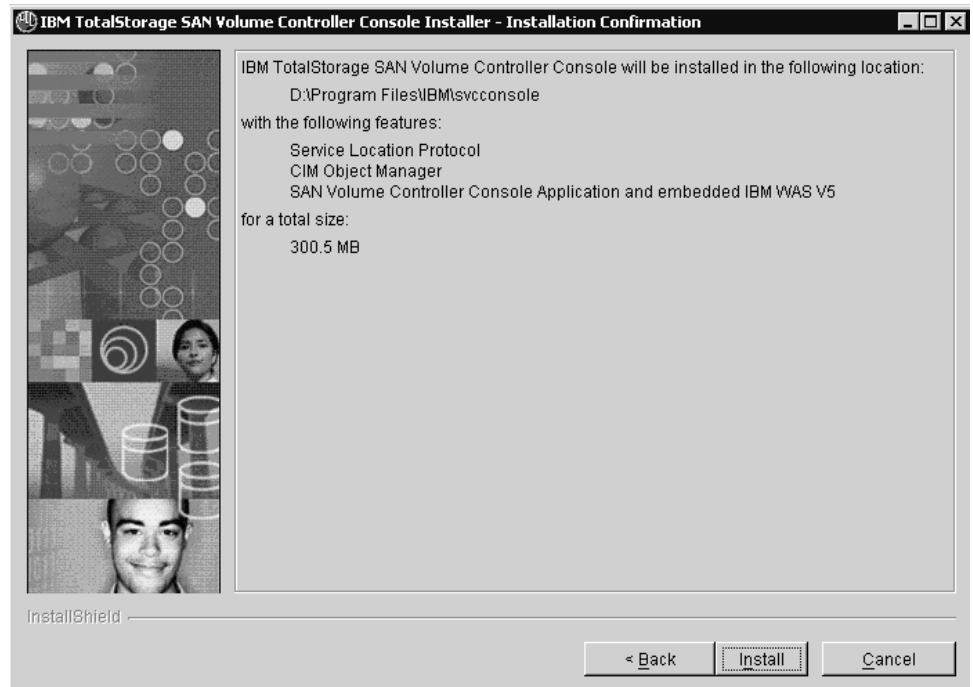 IBM TotalStorage SAN Volume Controller Console Installer - Installation Confirmation
IBM TotalStorage SAN Volume Controller Console will be installed in the following location:
D:\Program Files\IBM\svcconsole
with the following features:
Service Location Protocol
CIM Object Manager
SAN Volume Controller Console Application and embedded IBM WAS V5
for a total size:
300.5 MB
InstallShield
< Back
Install
Cancel